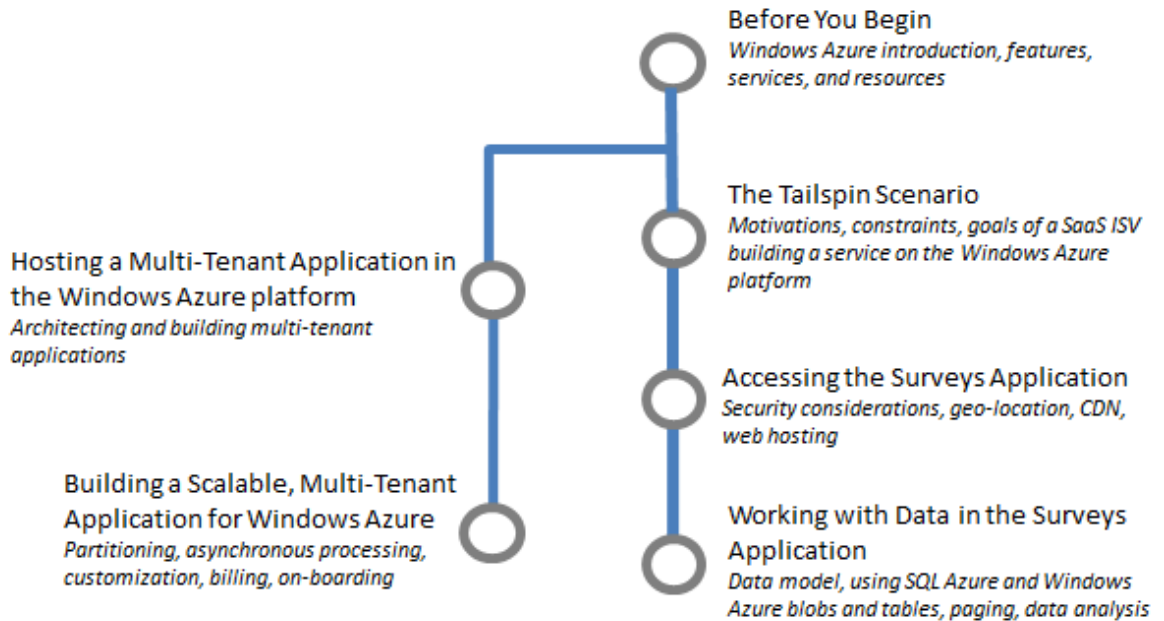 Before You Begin
Windows Azure introduction, features,
services, and resources
The Tailspin Scenario
Motivations, constraints, goals of a SaaS ISV
building a service on the Windows Azure
platform
Hosting a Multi-Tenant Application in
the Windows Azure platform
Architecting and building multi-tenant
applications
Accessing the Surveys Application
Security considerations, geo-location, CDN,
web hosting
Building a Scalable, Multi-Tenant
Application for Windows Azure
Partitioning, asynchronous processing,
customization, billing, on-boarding
Working with Data in the Surveys
Application
Data model, using SQL Azure and Windows
Azure blobs and tables, paging, data analysis